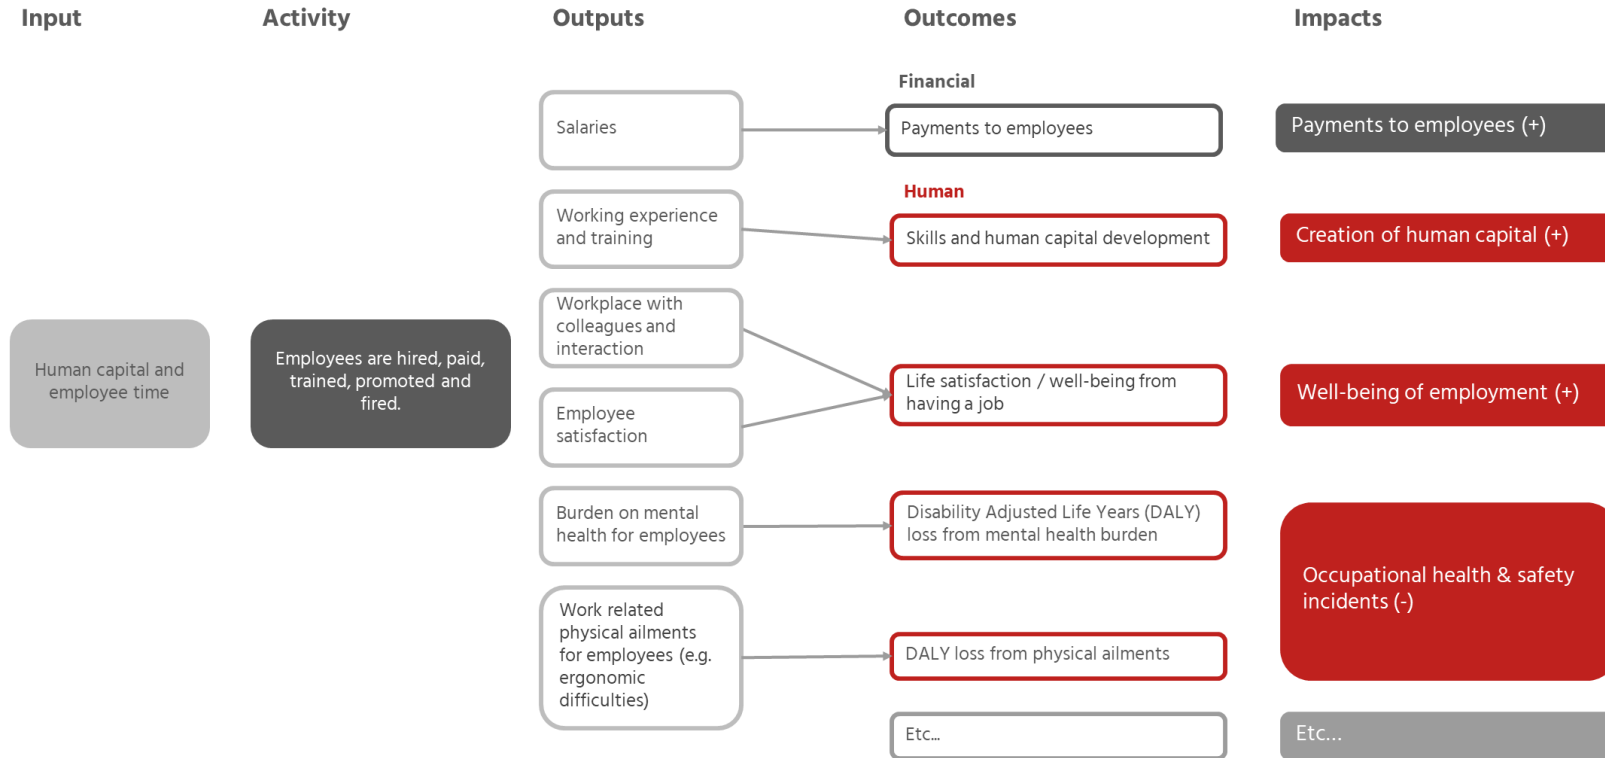 Input
Activity
Outputs
Outcomes
Impacts
Financial
Salaries
Payments to employees
Payments to employees (+)
Human
Working experience
and training
Skills and human capital development
Creation of human capital (+)
Workplace with
colleagues and
interaction
Human capital and
employee time
Employees are hired, paid,
trained, promoted and
fired.
Life satisfaction / well-being from
having a job
Well-being of employment (+)
Employee
satisfaction
Burden on mental
health for employees
Disability Adjusted Life Years (DALY)
loss from mental health burden
Occupational health & safety
incidents (-)
Work related
physical ailments
for employees (e.g.
ergonomic
difficulties)
DALY loss from physical ailments
Etc...
Etc...